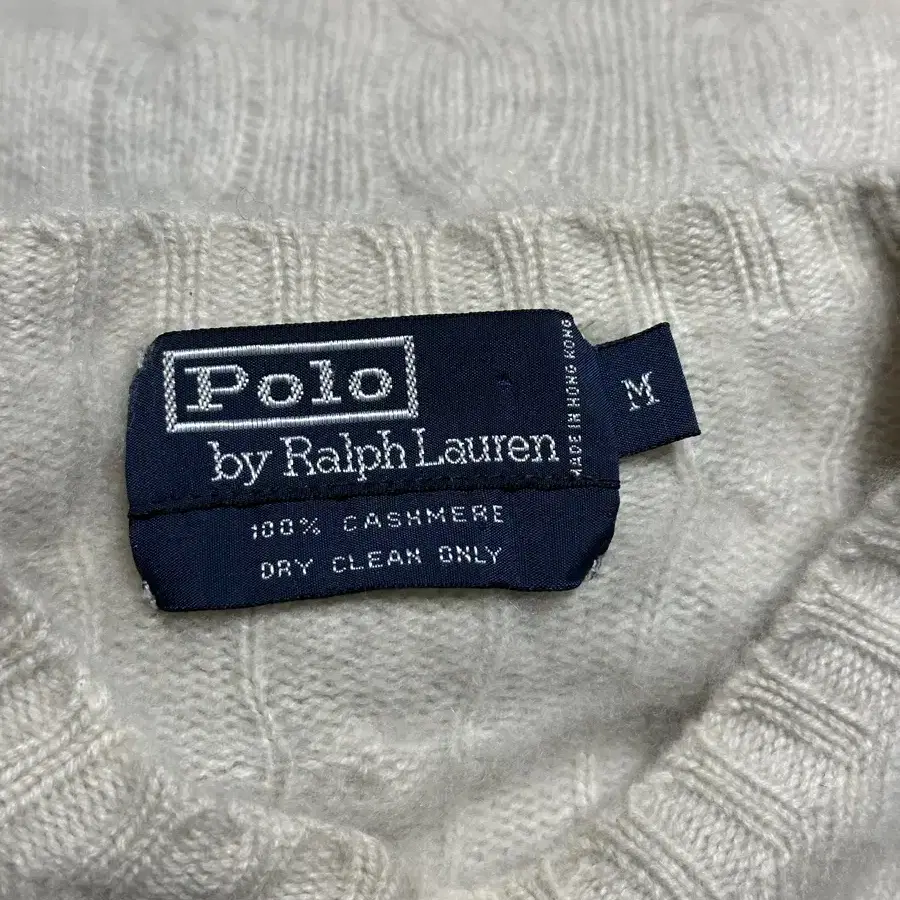 Polo
by Ralph Lauren
MADE IN HONG KONG
M
100% CASHMERE
DRY CLEAN ONLY